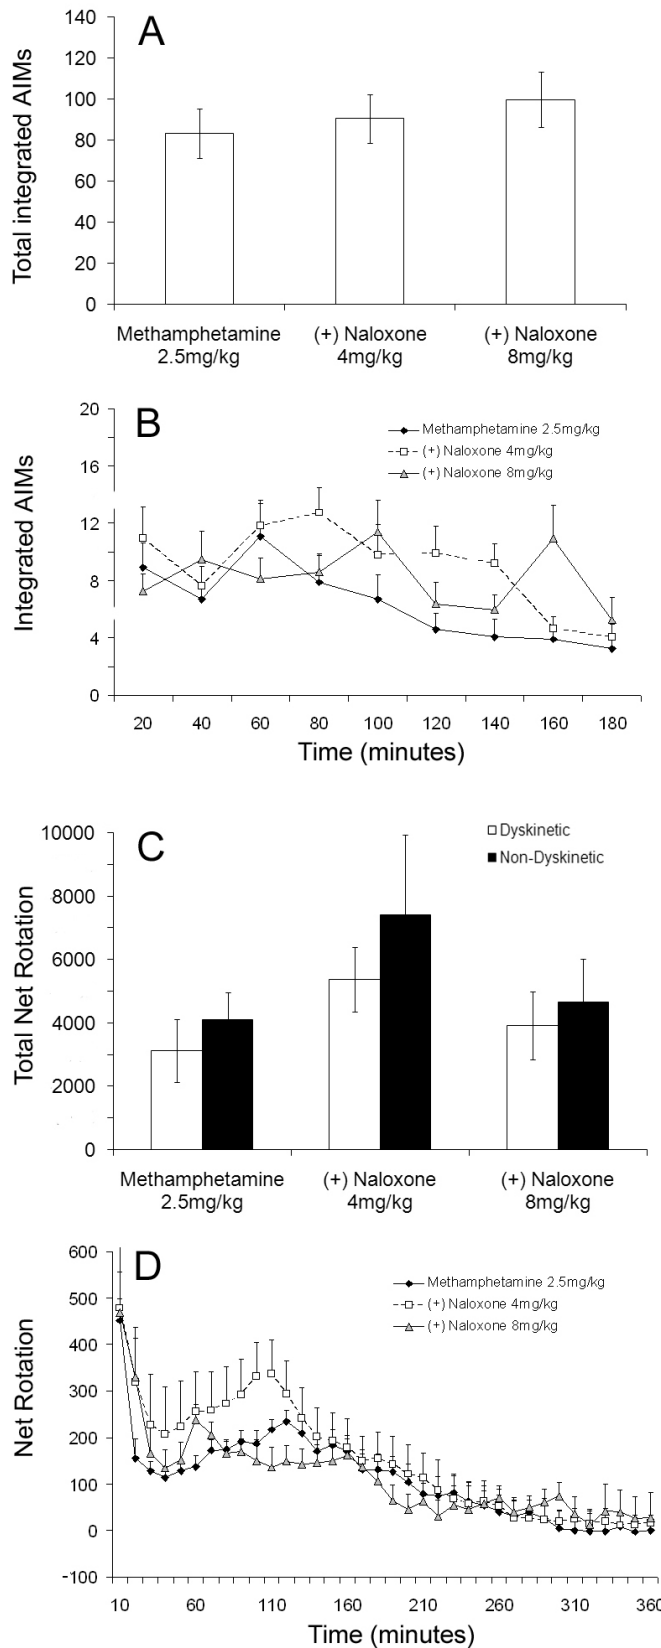 A
Total integrated AIMs
140
120
100
80
60
40
20
0
Methamphetamine
2.5mg/kg
(+) Naloxone
4mg/kg
(+) Naloxone
8mg/kg
B
Integrated AIMs
20
16
12
8
4
0
Methamphetamine 2.5mg/kg
(+) Naloxone 4mg/kg
(+) Naloxone 8mg/kg
20 40 60 80 100 120 140 160 180
Time (minutes)
C
Total Net Rotation
10000
8000
6000
4000
2000
0
Dyskinetic
Non-Dyskinetic
Methamphetamine
2.5mg/kg
(+) Naloxone
4mg/kg
(+) Naloxone
8mg/kg
D
Net Rotation
600
500
400
300
200
100
0
-100
Methamphetamine 2.5mg/kg
(+) Naloxone 4mg/kg
(+) Naloxone 8mg/kg
10 60 110 160 210 260 310 360
Time (minutes)